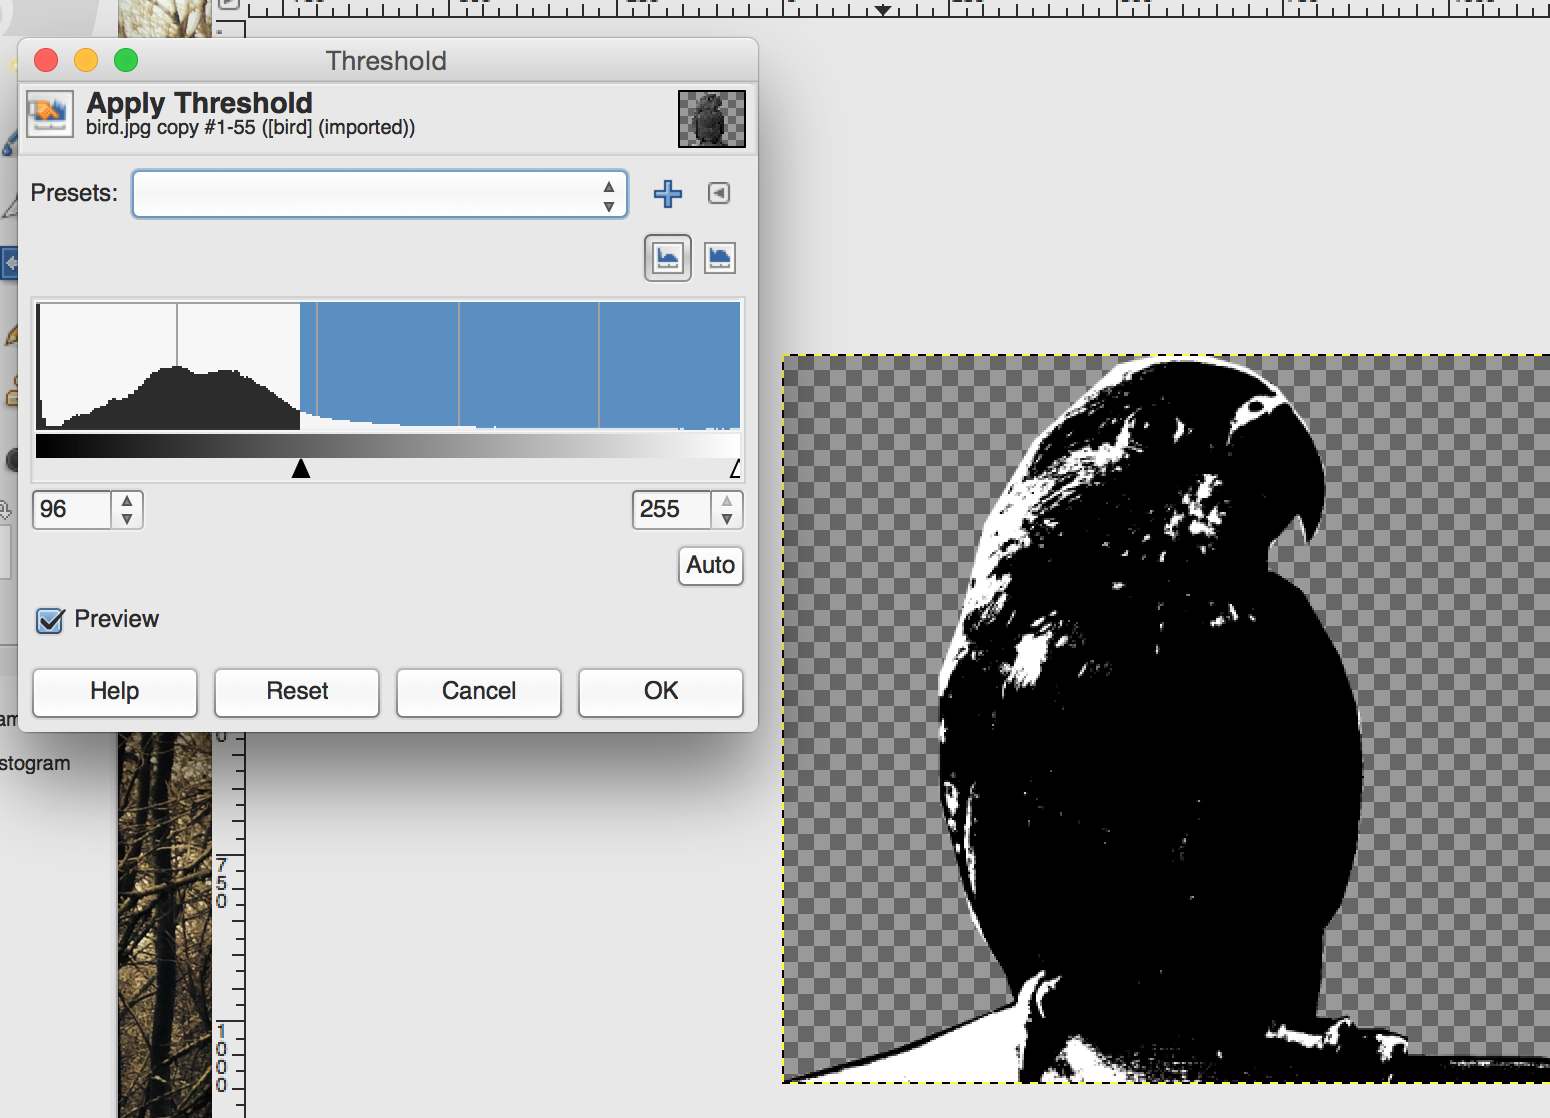 Threshold
Apply Threshold
bird.jpg copy #1-55 ([bird] (imported))
Presets:
96
255
Auto
Preview
Help
Reset
Cancel
OK
stogram
750
1000